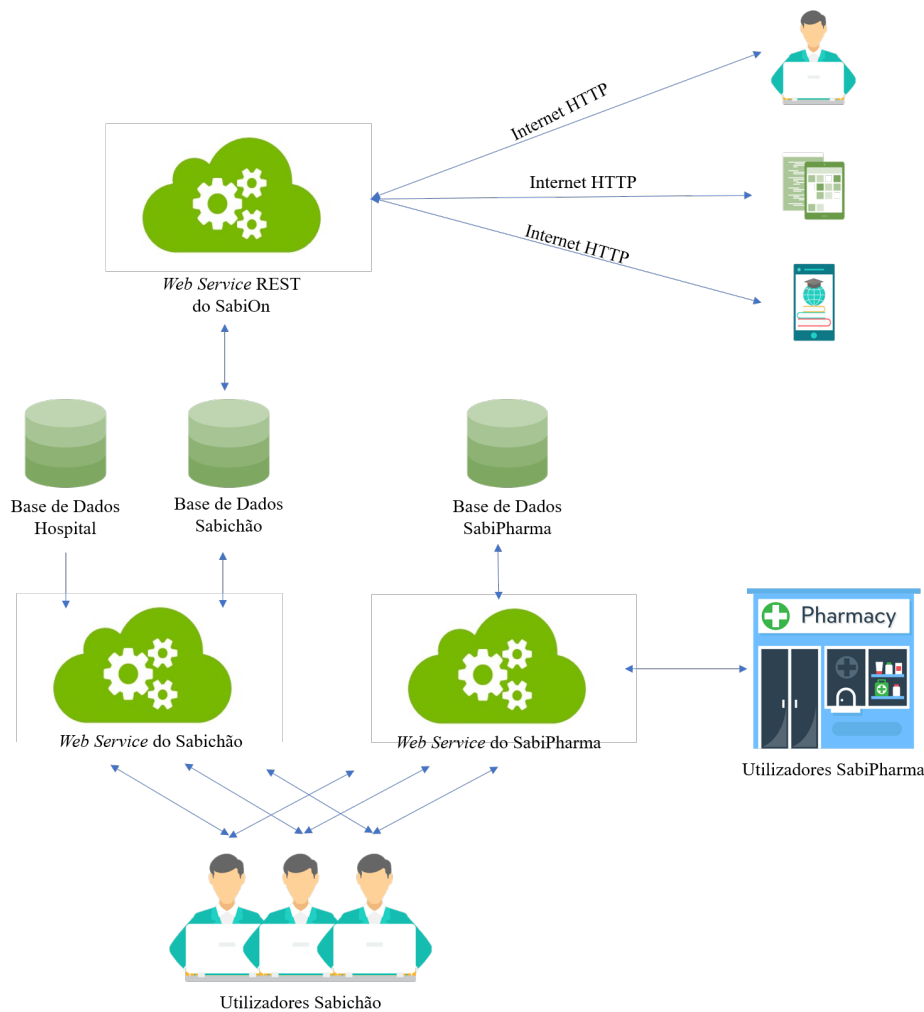 Internet HTTP
Internet HTTP
Internet HTTP
Web Service REST
do SabiOn
Base de Dados
Hospital
Base de Dados
Sabichão
Base de Dados
SabiPharma
Pharmacy
Web Service do Sabichão
Web Service do SabiPharma
Utilizadores SabiPharma
Utilizadores Sabichão